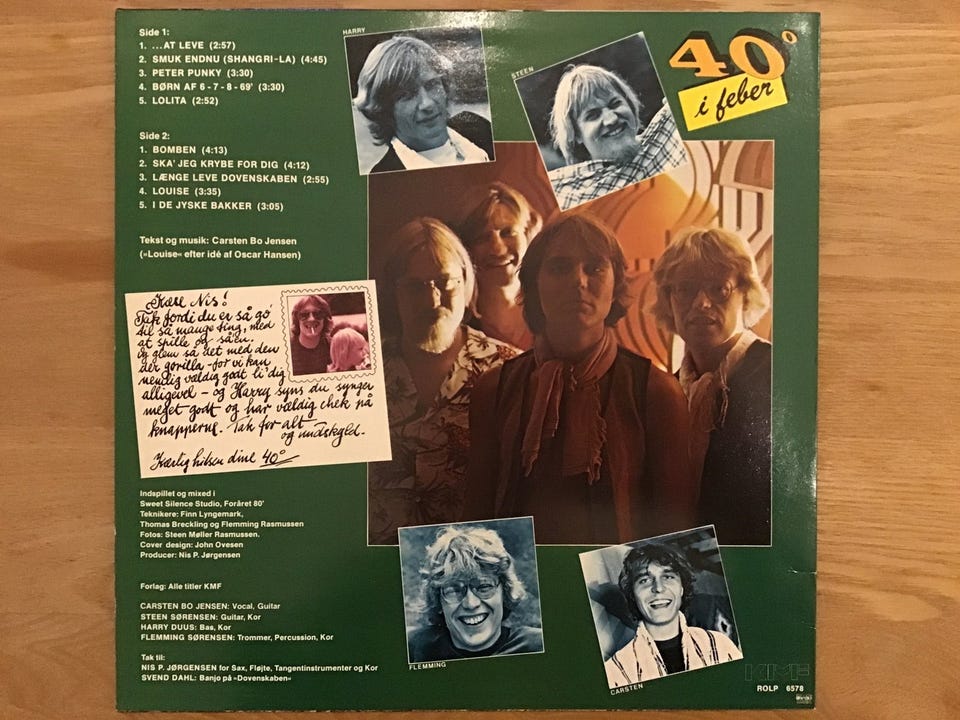 Side 1:
1. ...AT LEVE (2:57)
2. SMUK ENDNU (SHANGRI-LA) (4:45)
3. PETER PUNKY (3:30)
4. BØRN AF 6 - 7 - 8 - 69' (3:30)
5. LOLITA (2:52)
Side 2:
1. BOMBEN (4:13)
2. SKA' JEG KRYBE FOR DIG (4:12)
3. LÆNGE LEVE DOVENSKABEN (2:55)
4. LOUISE (3:35)
5. I DE JYSKE BAKKER (3:05)
Tekst og musik: Carsten Bo Jensen
(»Louise« efter idé af Oscar Hansen)
HARRY
STEEN
40°
i feber
Kære Nis!
Tak fordi du er så go'
til så mange ting, med
at spille og såen.
og glem så det med den
der gorilla - for vi kan
nemlig vældig godt li' dig
alligevel - og Harry syns du synger
meget godt og har vældig chek på
knapperne. Tak for alt
og undskyld.
Kærlig hilsen dine 40°
Indspillet og mixed i
Sweet Silence Studio, Foråret 80'
Teknikere: Finn Lyngemark,
Thomas Breckling og Flemming Rasmussen
Fotos: Steen Møller Rasmussen.
Cover design: John Ovesen
Producer: Nis P. Jørgensen
Forlag: Alle titler KMF
CARSTEN BO JENSEN: Vocal, Guitar
STEEN SØRENSEN: Guitar, Kor
HARRY DUUS: Bas, Kor
FLEMMING SØRENSEN: Trommer, Percussion, Kor
Tak til:
NIS P. JØRGENSEN for Sax, Fløjte, Tangentinstrumenter og Kor
SVEND DAHL: Banjo på »Dovenskaben«
FLEMMING
CARSTEN
KMF
ROLP 6578